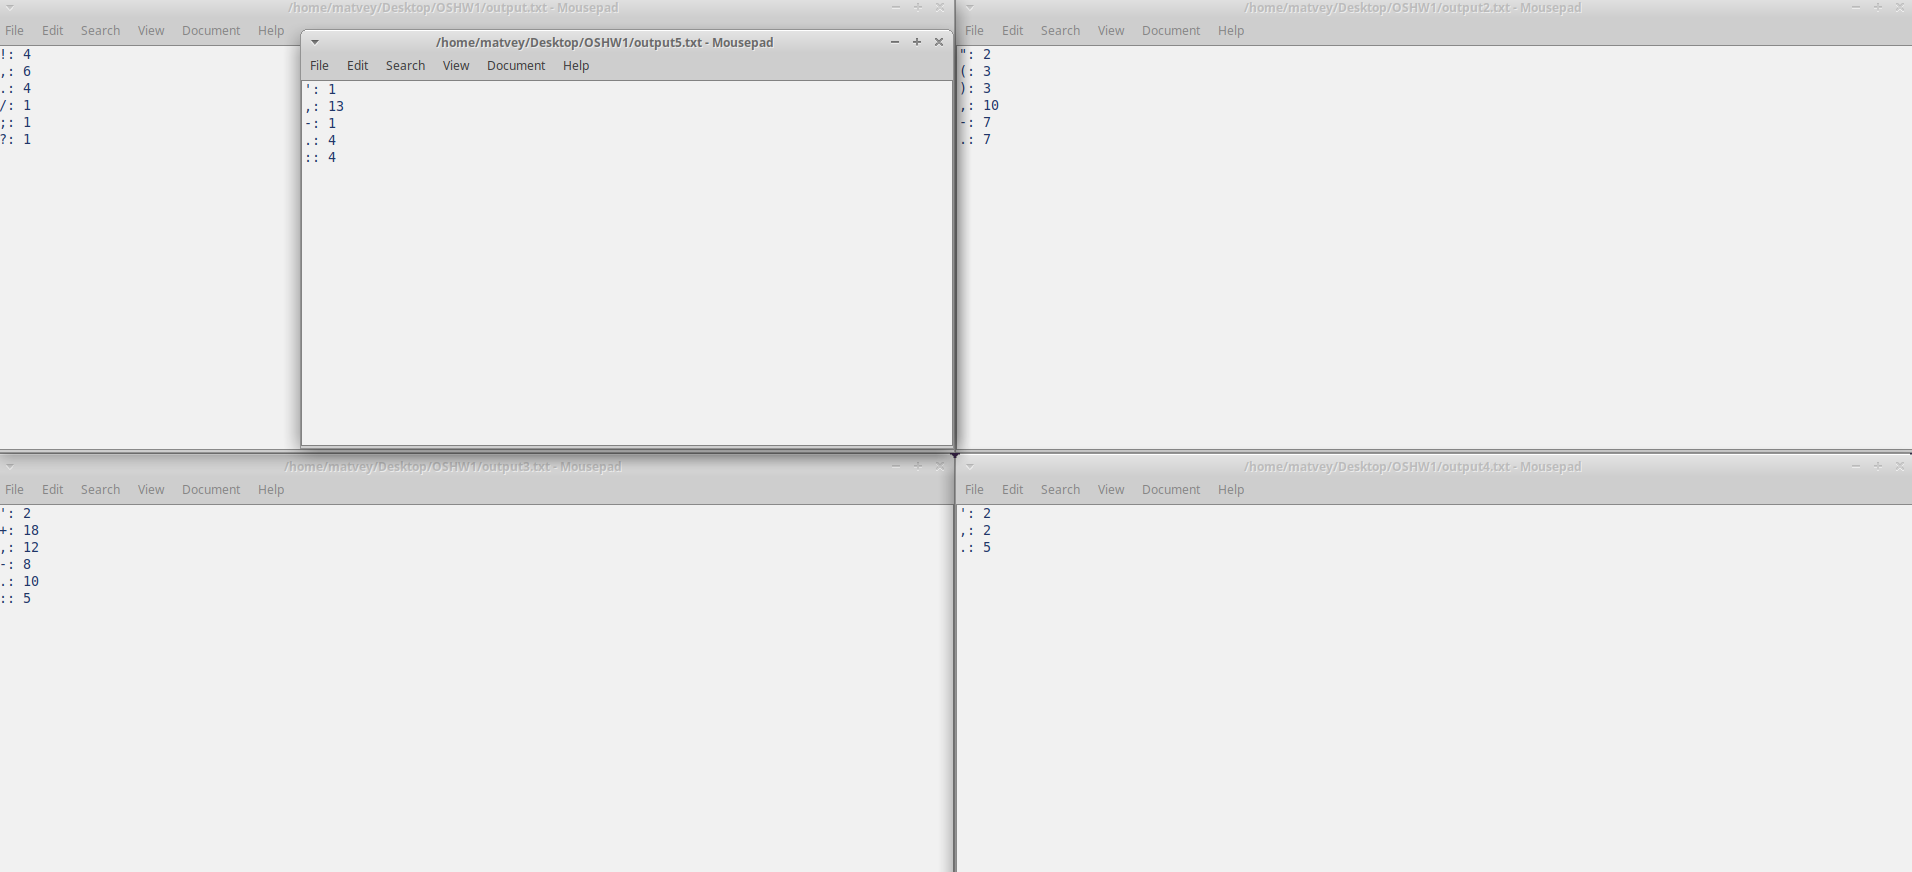 /home/matvey/Desktop/OSHW1/output.txt - Mousepad
File Edit Search View Document Help
!: 4
,: 6
.: 4
/: 1
;: 1
?: 1
/home/matvey/Desktop/OSHW1/output5.txt - Mousepad
File Edit Search View Document Help
': 1
,: 13
-: 1
.: 4
:: 4
/home/matvey/Desktop/OSHW1/output2.txt - Mousepad
File Edit Search View Document Help
": 2
(: 3
): 3
,: 10
-: 7
.: 7
/home/matvey/Desktop/OSHW1/output3.txt - Mousepad
File Edit Search View Document Help
': 2
+: 18
,: 12
-: 8
.: 10
:: 5
/home/matvey/Desktop/OSHW1/output4.txt - Mousepad
File Edit Search View Document Help
': 2
,: 2
.: 5